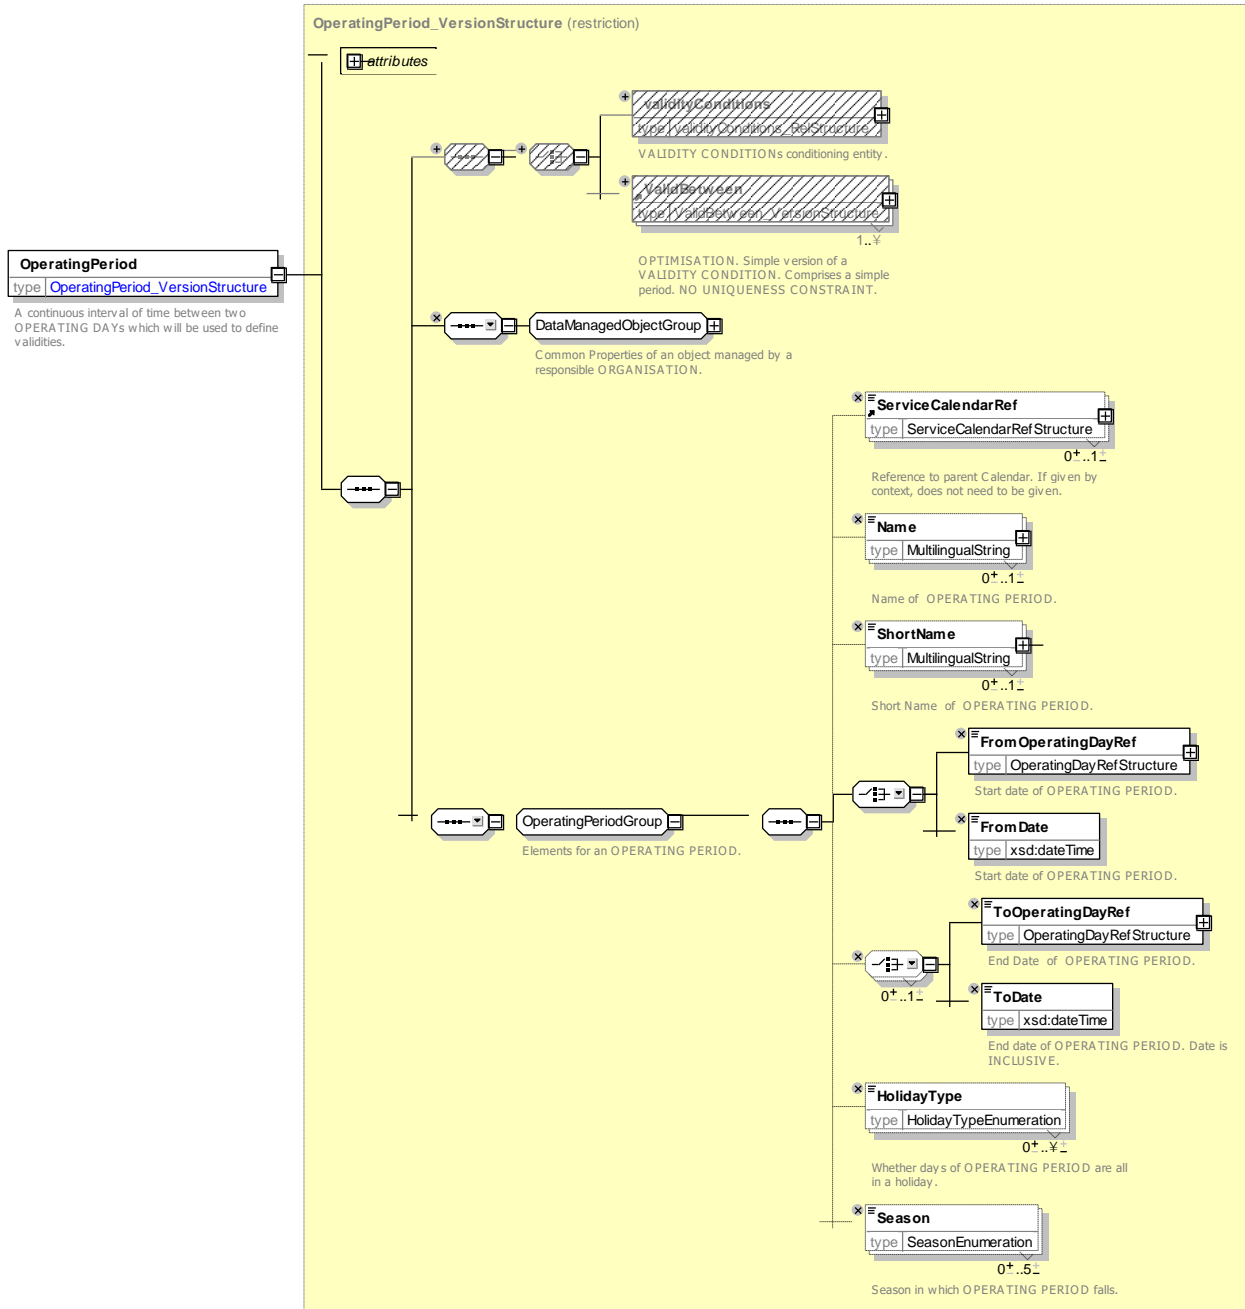 OperatingPeriod_VersionStructure (restriction)
attributes
validityConditions
type validityConditions_RelStructure
VALIDITY CONDITIONs conditioning entity.
ValidBetween
type ValidBetween_VersionStructure
1..¥
OPTIMISATION. Simple version of a
VALIDITY CONDITION. Comprises a simple
period. NO UNIQUENESS CONSTRAINT.
OperatingPeriod
type OperatingPeriod_VersionStructure
A continuous interval of time between two
OPERATING DAYs which will be used to define
validities.
DataManagedObjectGroup
Common Properties of an object managed by a
responsible ORGANISATION.
ServiceCalendarRef
type ServiceCalendarRefStructure
0..1
Reference to parent Calendar. If given by
context, does not need to be given.
Name
type MultilingualString
0..1
Name of OPERATING PERIOD.
ShortName
type MultilingualString
0..1
Short Name of OPERATING PERIOD.
FromOperatingDayRef
type OperatingDayRefStructure
Start date of OPERATING PERIOD.
FromDate
type xsd:dateTime
Start date of OPERATING PERIOD.
OperatingPeriodGroup
Elements for an OPERATING PERIOD.
ToOperatingDayRef
type OperatingDayRefStructure
End Date of OPERATING PERIOD.
0..1
ToDate
type xsd:dateTime
End date of OPERATING PERIOD. Date is
INCLUSIVE.
HolidayType
type HolidayTypeEnumeration
0..¥
Whether days of OPERATING PERIOD are all
in a holiday.
Season
type SeasonEnumeration
0..5
Season in which OPERATING PERIOD falls.